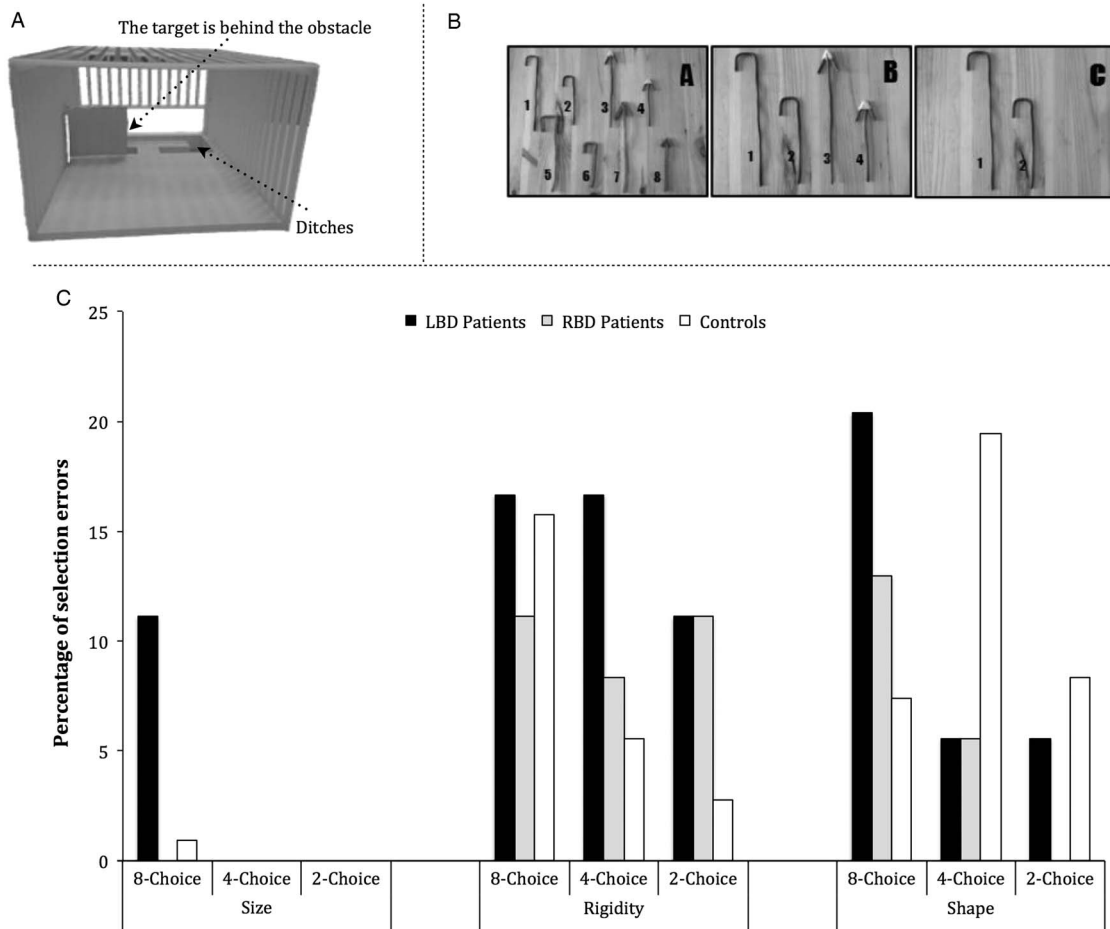 A
The target is behind the obstacle
Ditches
B
A
1
2
3
4
5
6
7
8
B
1
2
3
4
C
1
2
C
25
20
15
10
5
0
Percentage of selection errors
LBD Patients RBD Patients Controls
8-Choice 4-Choice 2-Choice 8-Choice 4-Choice 2-Choice 8-Choice 4-Choice 2-Choice
Size Rigidity Shape